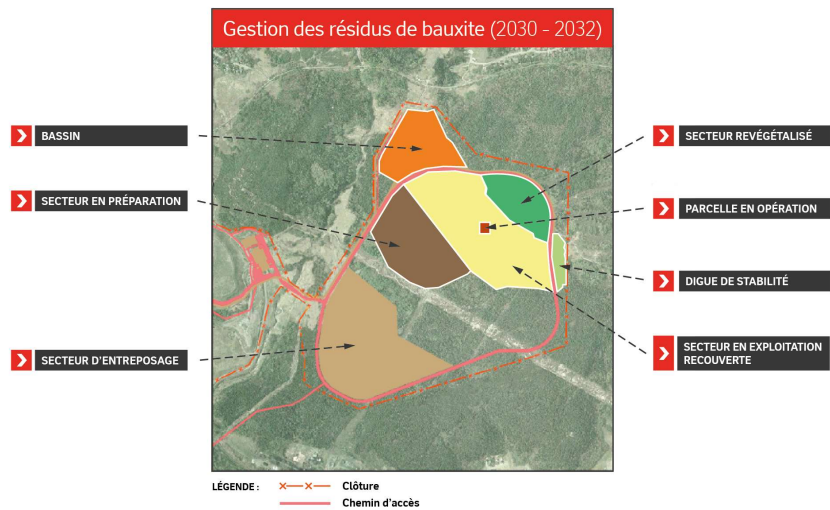 Gestion des résidus de bauxite (2030 - 2032)
BASSIN
SECTEUR EN PRÉPARATION
SECTEUR D'ENTREPOSAGE
SECTEUR REVÉGÉTALISÉ
PARCELLE EN OPÉRATION
DIGUE DE STABILITÉ
SECTEUR EN EXPLOITATION
RECOUVERTE
LÉGENDE :
Clôture
Chemin d'accès